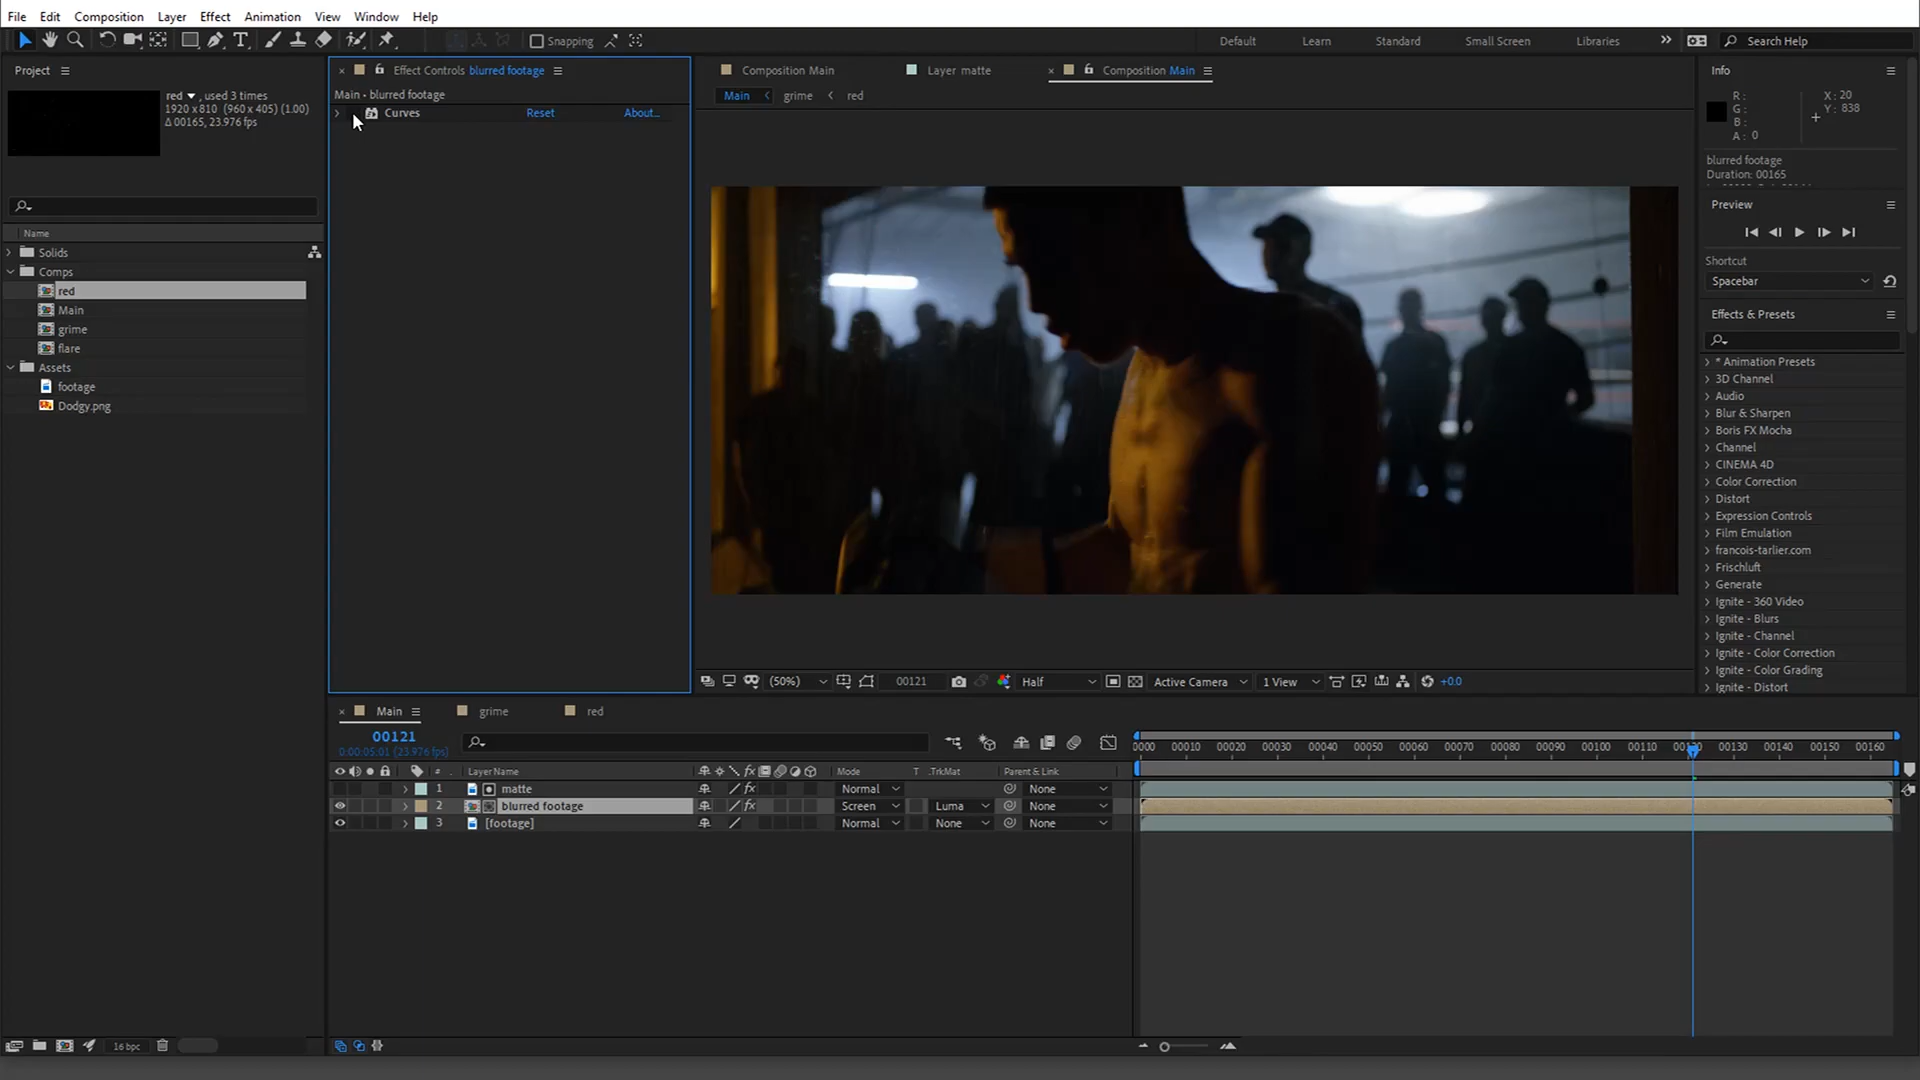 File Edit Composition Layer Effect Animation View Window Help
Snapping
Default Learn Standard Small Screen Libraries Search Help
Project
red , used 3 times
1920 x 810 (960 x 405) (1.00)
Δ 00165, 23.976 fps
Name
Solids
Comps
red
Main
grime
flare
Assets
footage
Dodgy.png
16 bpc
Effect Controls blurred footage
Main • blurred footage
Curves Reset About...
Composition Main Layer matte Composition Main
Main grime red
(50%) 00121 Half Active Camera 1 View +0.0
Info
R: X: 20
G: Y: 838
B:
A: 0
blurred footage
Duration: 00165
Preview
Shortcut
Spacebar
Effects & Presets
* Animation Presets
3D Channel
Audio
Blur & Sharpen
Boris FX Mocha
Channel
CINEMA 4D
Color Correction
Distort
Expression Controls
Film Emulation
francois-tarlier.com
Frischluft
Generate
Ignite - 360 Video
Ignite - Blurs
Ignite - Channel
Ignite - Color Correction
Ignite - Color Grading
Ignite - Distort
Main grime red
00121
0:00:05:01 (23.976 fps)
0000 00010 00020 00030 00040 00050 00060 00070 00080 00090 00100 00110 00120 00130 00140 00150 00160
# Layer Name Mode T .TrkMat Parent & Link
1 matte Normal None
2 blurred footage Screen Luma None
3 [footage] Normal None None